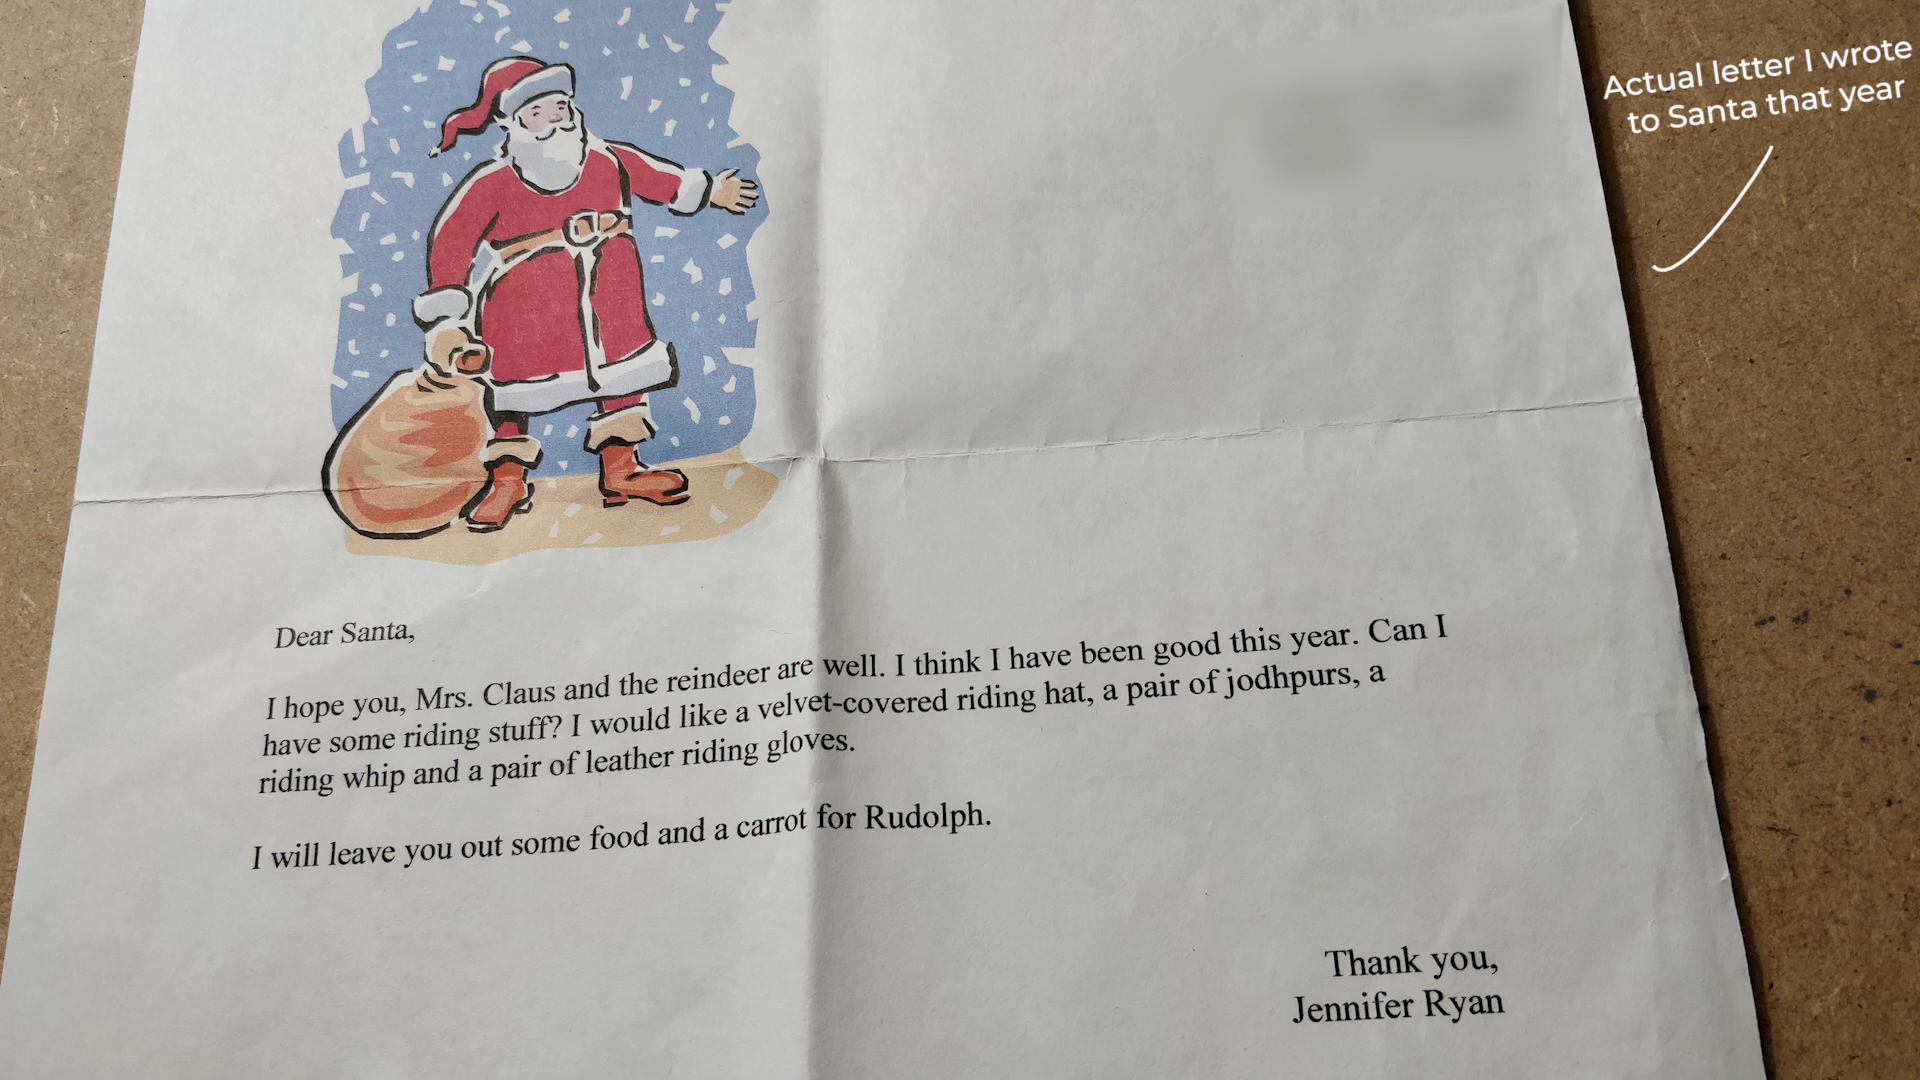 Actual letter I wrote
to Santa that year
Dear Santa,
I hope you, Mrs. Claus and the reindeer are well. I think I have been good this year. Can I
have some riding stuff? I would like a velvet-covered riding hat, a pair of jodhpurs, a
riding whip and a pair of leather riding gloves.
I will leave you out some food and a carrot for Rudolph.
Thank you,
Jennifer Ryan